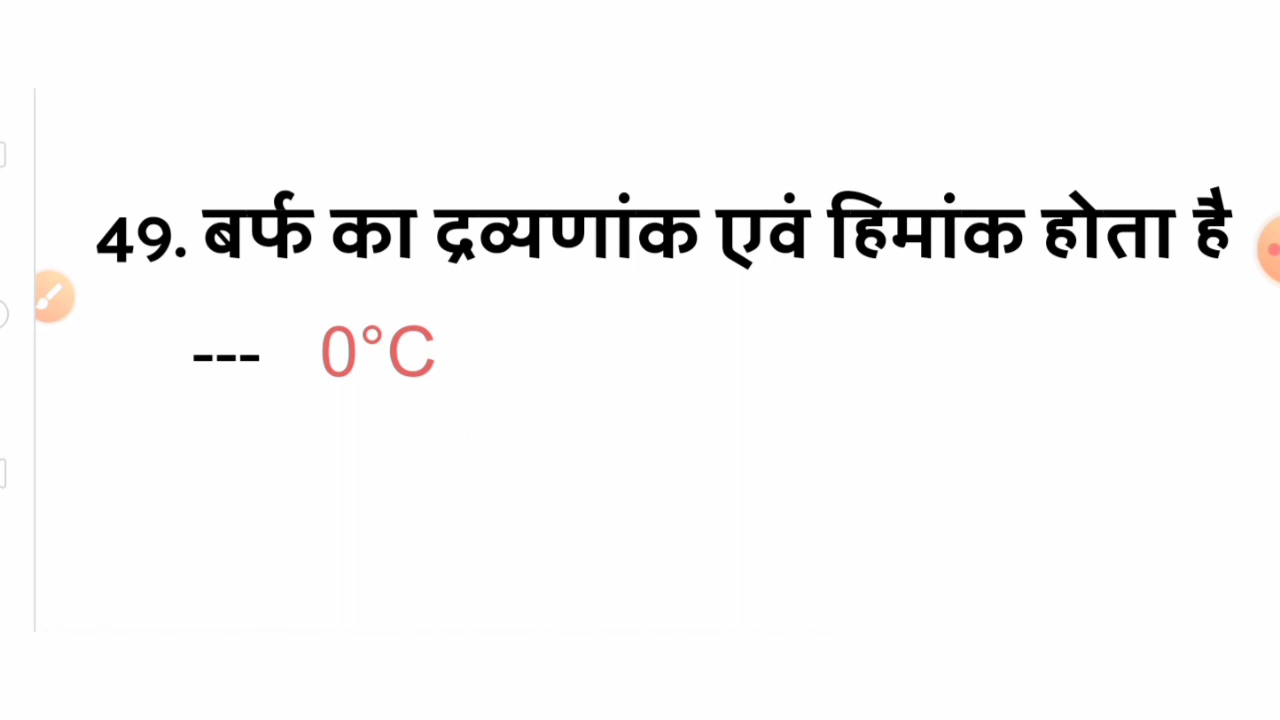 49. बर्फ का द्रव्यणांक एवं हिमांक होता है
--- 0°C